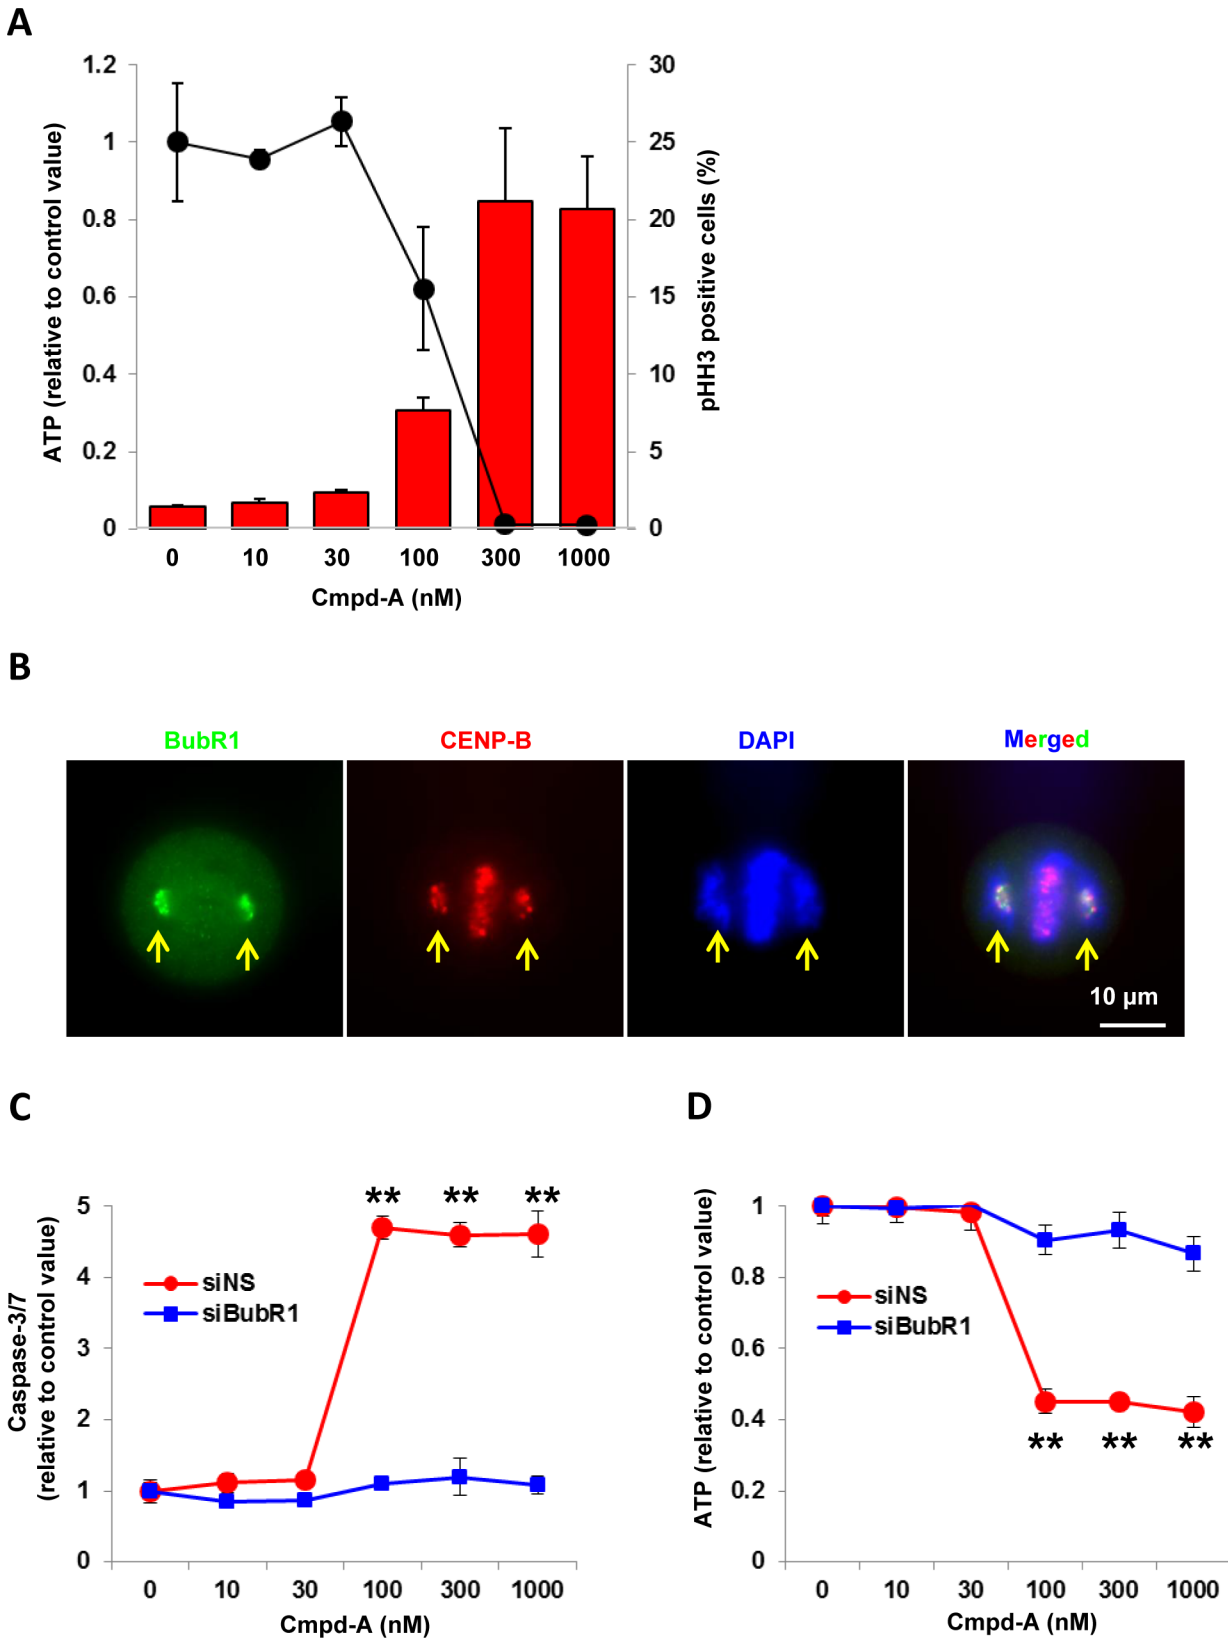 A
1.2
1
0.8
0.6
0.4
0.2
0
ATP (relative to control value)
30
25
20
15
10
5
0
pHH3 positive cells (%)
0 10 30 100 300 1000
Cmpd-A (nM)
B
BubR1 CENP-B DAPI Merged
10 μm
C
5
4
3
2
1
0
Caspase-3/7
(relative to control value)
** ** **
siNS
siBubR1
0 10 30 100 300 1000
Cmpd-A (nM)
D
1
0.8
0.6
0.4
0.2
0
ATP (relative to control value)
siNS
siBubR1
** ** **
0 10 30 100 300 1000
Cmpd-A (nM)